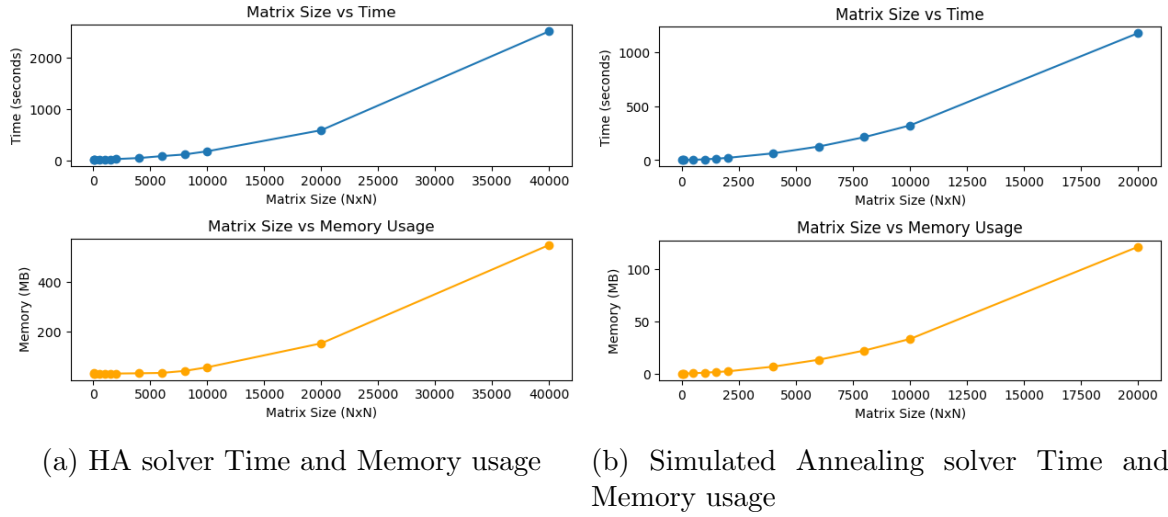 Matrix Size vs Time
Time (seconds)
2000
1000
0
0 5000 10000 15000 20000 25000 30000 35000 40000
Matrix Size (NxN)
Matrix Size vs Memory Usage
Memory (MB)
400
200
0 5000 10000 15000 20000 25000 30000 35000 40000
Matrix Size (NxN)
(a) HA solver Time and Memory usage
Matrix Size vs Time
Time (seconds)
1000
500
0
0 2500 5000 7500 10000 12500 15000 17500 20000
Matrix Size (NxN)
Matrix Size vs Memory Usage
Memory (MB)
100
50
0
0 2500 5000 7500 10000 12500 15000 17500 20000
Matrix Size (NxN)
(b) Simulated Annealing solver Time and
Memory usage